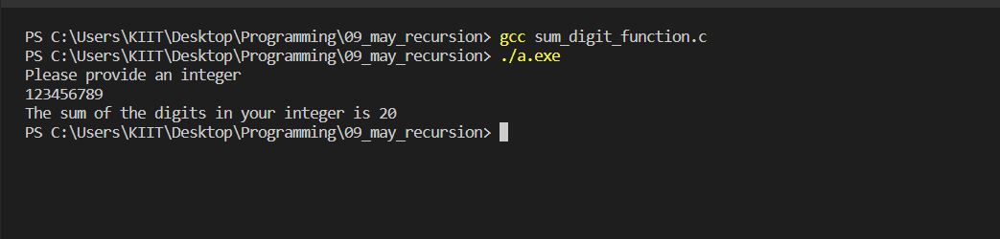 PS C:\Users\KIIT\Desktop\Programming\09_may_recursion> gcc sum_digit_function.c
PS C:\Users\KIIT\Desktop\Programming\09_may_recursion> ./a.exe
Please provide an integer
123456789
The sum of the digits in your integer is 20
PS C:\Users\KIIT\Desktop\Programming\09_may_recursion>